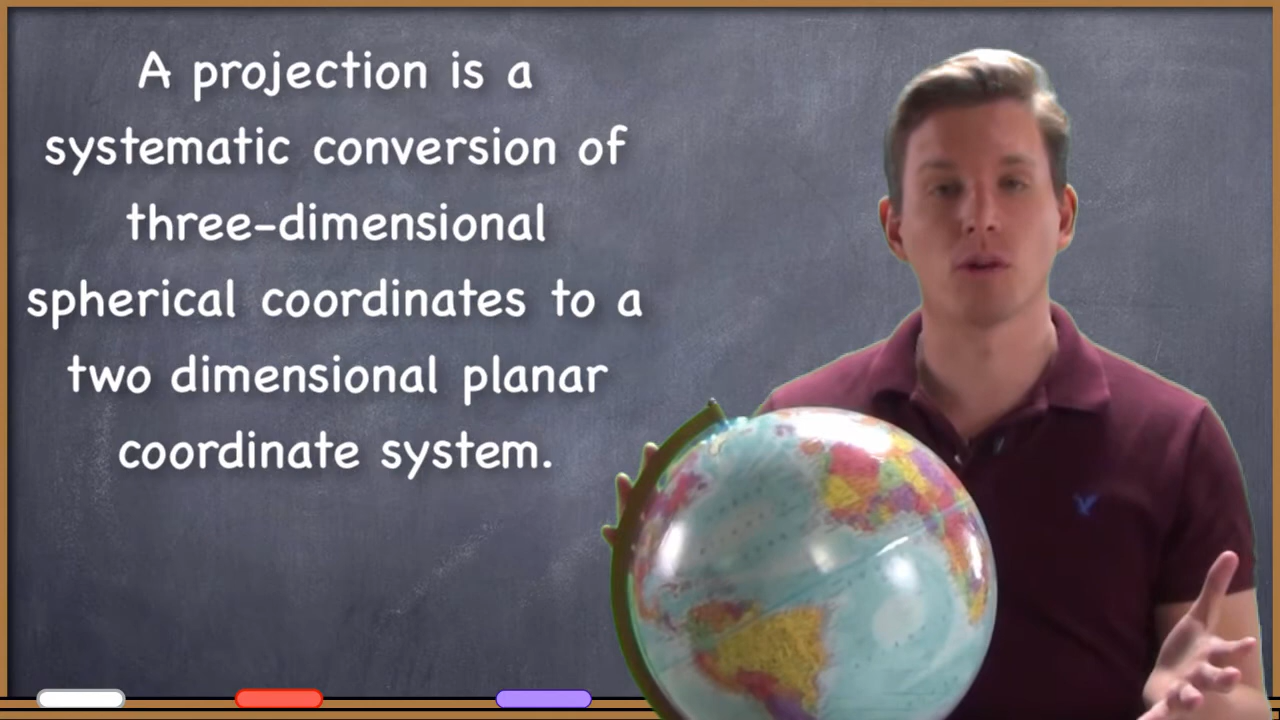 A projection is a
systematic conversion of
three-dimensional
spherical coordinates to a
two dimensional planar
coordinate system.